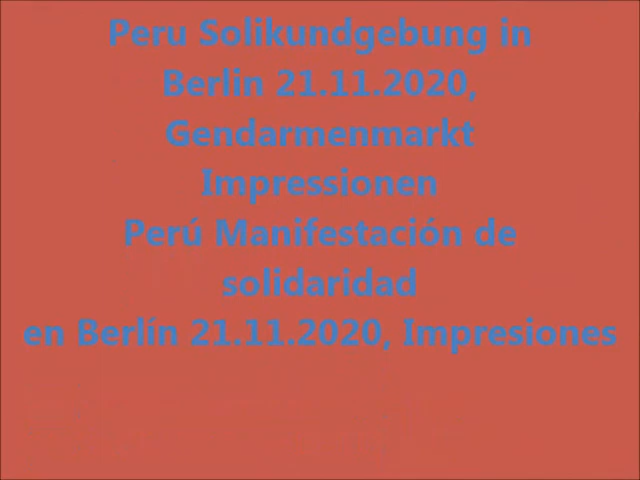 Peru Solikundgebung in
Berlin 21.11.2020,
Gendarmenmarkt
Impressionen
Perú Manifestación de
solidaridad
en Berlín 21.11.2020, Impresiones